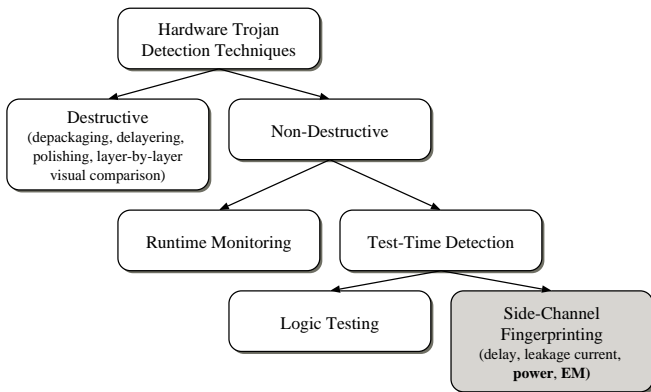 Hardware Trojan
Detection Techniques
Destructive
(depackaging, delayering,
polishing, layer-by-layer
visual comparison)
Non-Destructive
Runtime Monitoring
Test-Time Detection
Logic Testing
Side-Channel
Fingerprinting
(delay, leakage current,
power, EM)